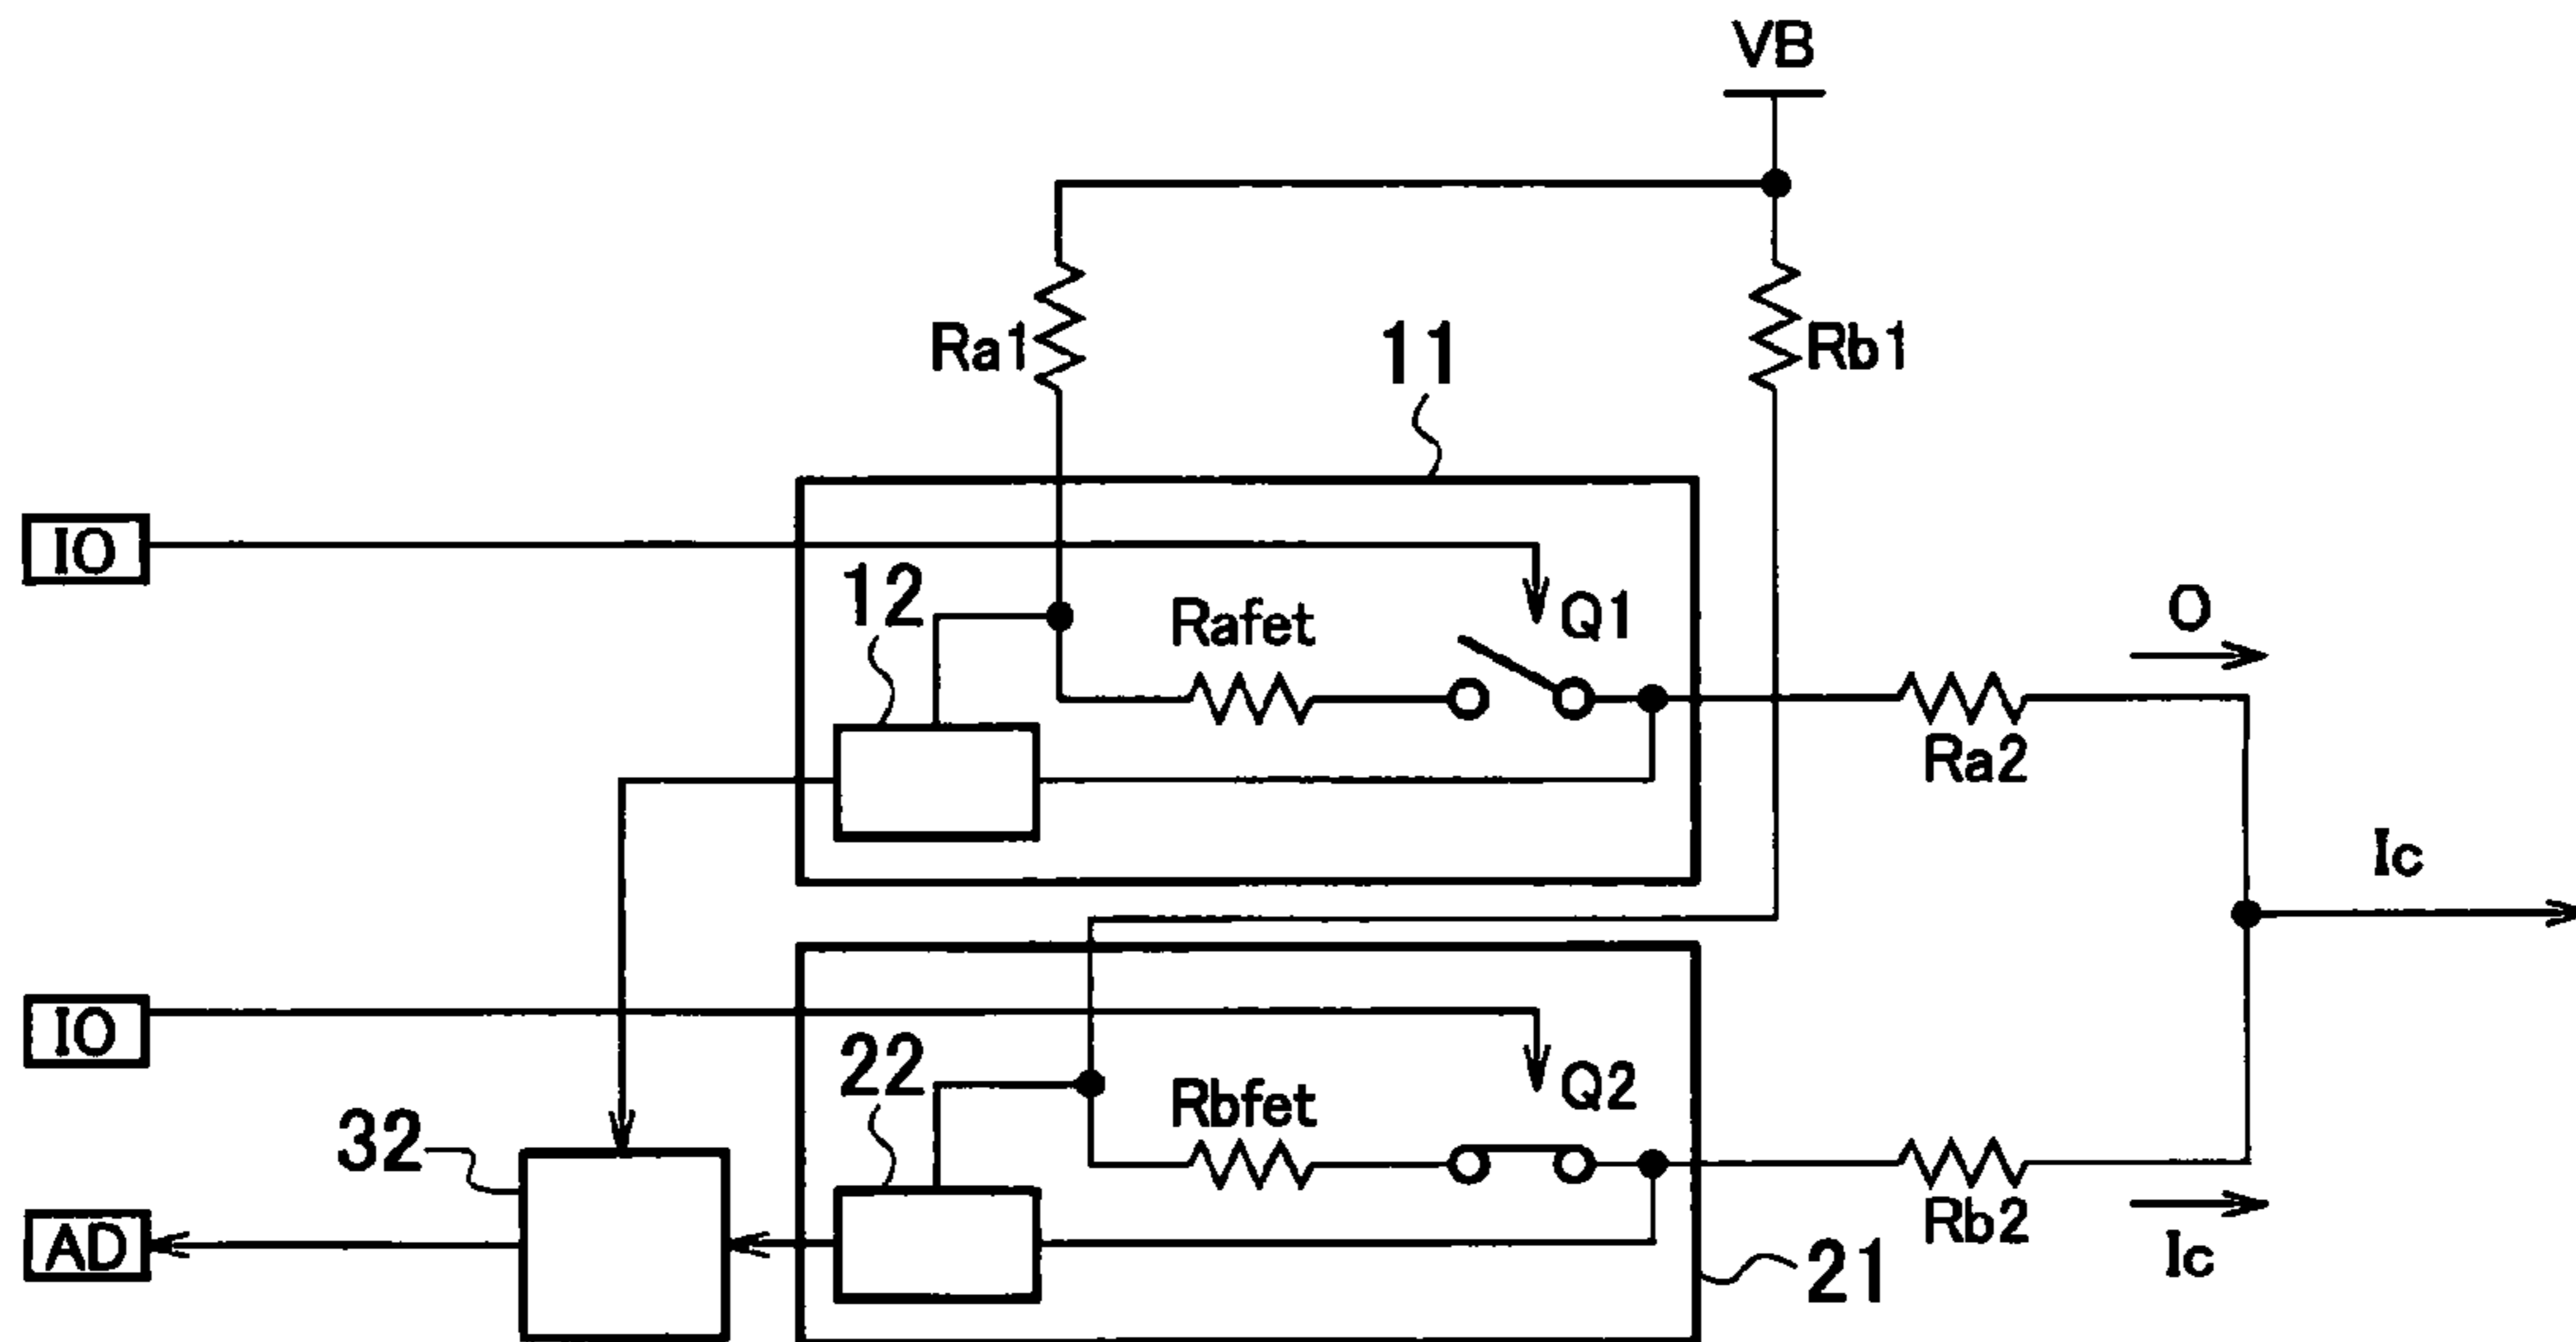 VB
Ra1
11
Rb1
IO
12
Rafet
Q1
O
Ra2
Ic
IO
22
Rbfet
Q2
32
AD
Rb2
Ic
21